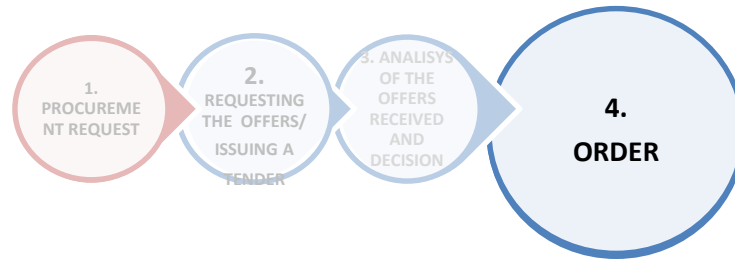 1.
PROCUREME
NT REQUEST
2.
REQUESTING
THE OFFERS/
ISSUING A
TENDER
3. ANALISYS
OF THE
OFFERS
RECEIVED
AND
DECISION
4.
ORDER